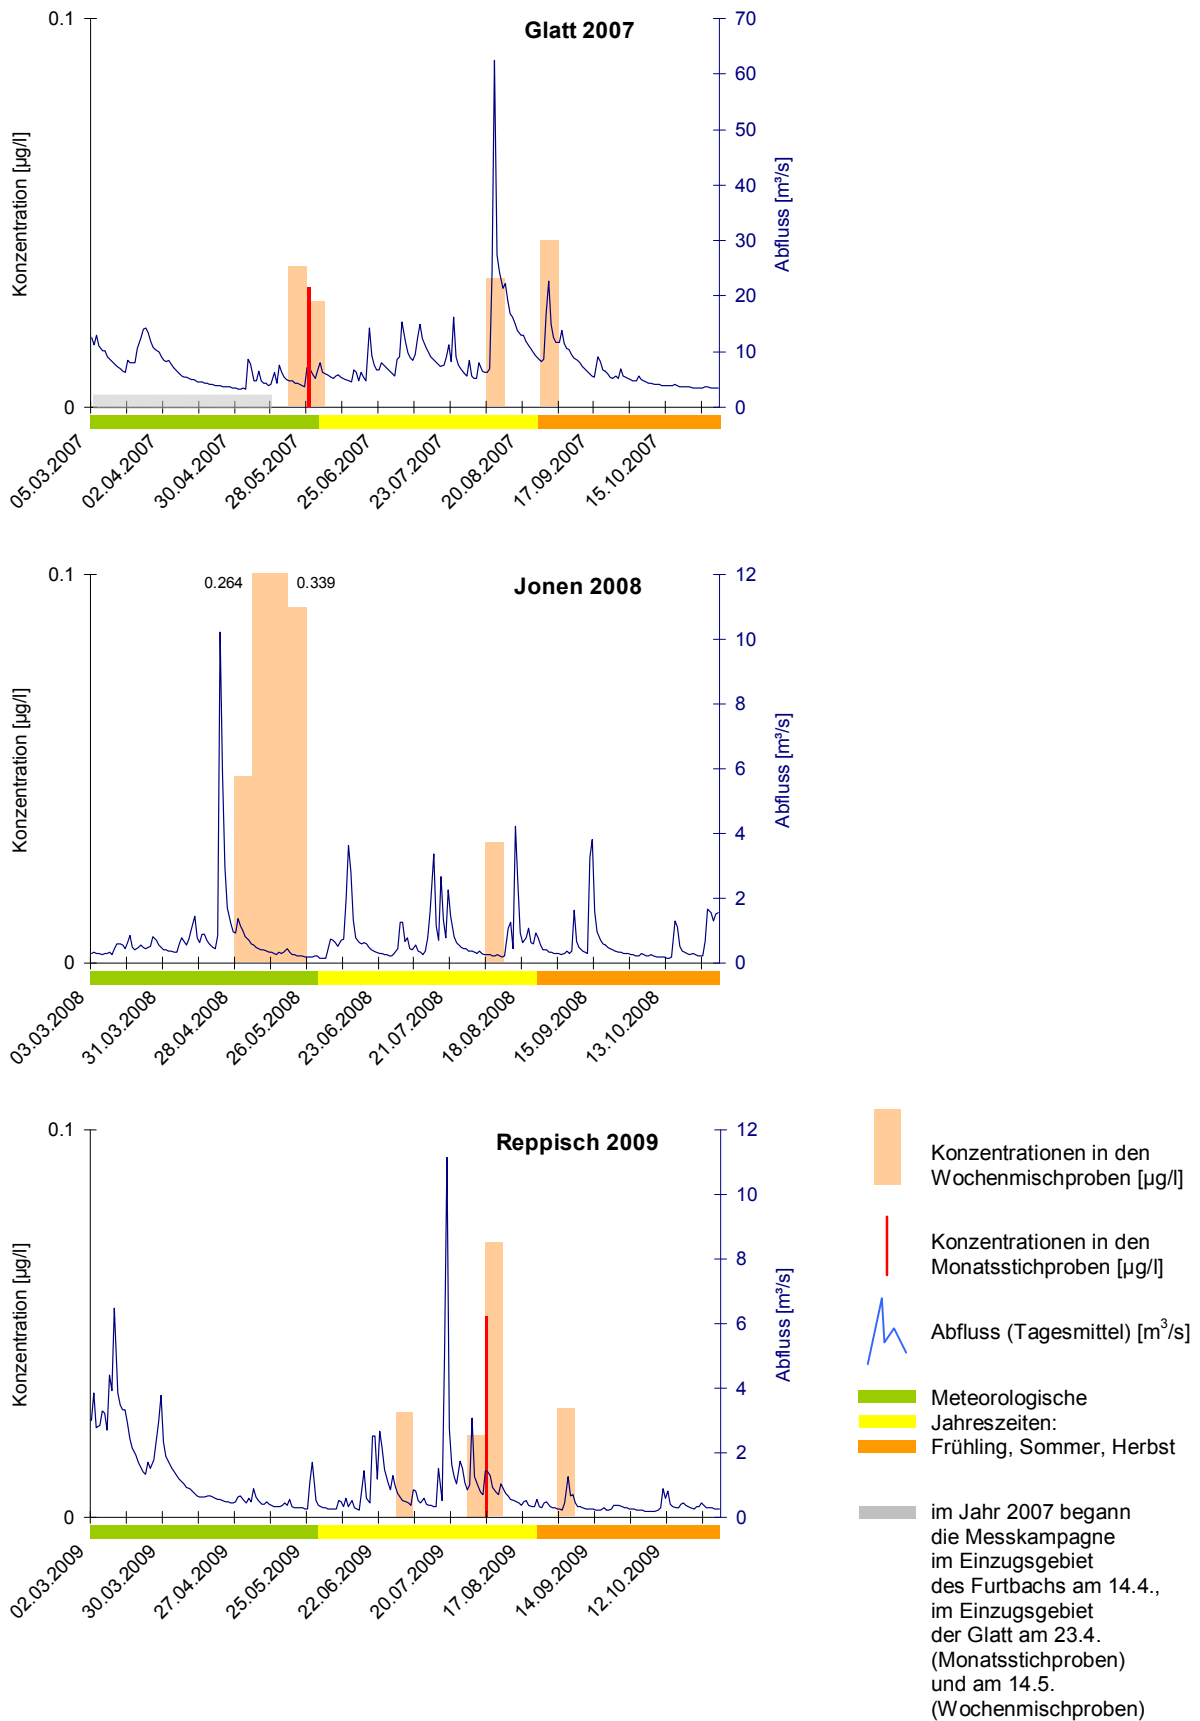 Glatt 2007
0.1
0
Konzentration [µg/l]
70
60
50
40
30
20
10
0
Abfluss [m³/s]
05.03.2007
02.04.2007
30.04.2007
28.05.2007
25.06.2007
23.07.2007
20.08.2007
17.09.2007
15.10.2007
Jonen 2008
0.1
0
Konzentration [µg/l]
0.264
0.339
12
10
8
6
4
2
0
Abfluss [m³/s]
03.03.2008
31.03.2008
28.04.2008
26.05.2008
23.06.2008
21.07.2008
18.08.2008
15.09.2008
13.10.2008
Reppisch 2009
0.1
0
Konzentration [µg/l]
12
10
8
6
4
2
0
Abfluss [m³/s]
02.03.2009
30.03.2009
27.04.2009
25.05.2009
22.06.2009
20.07.2009
17.08.2009
14.09.2009
12.10.2009
Konzentrationen in den
Wochenmischproben [µg/l]
Konzentrationen in den
Monatsstichproben [µg/l]
Abfluss (Tagesmittel) [m³/s]
Meteorologische
Jahreszeiten:
Frühling, Sommer, Herbst
im Jahr 2007 begann
die Messkampagne
im Einzugsgebiet
des Furtbachs am 14.4.,
im Einzugsgebiet
der Glatt am 23.4.
(Monatsstichproben)
und am 14.5.
(Wochenmischproben)